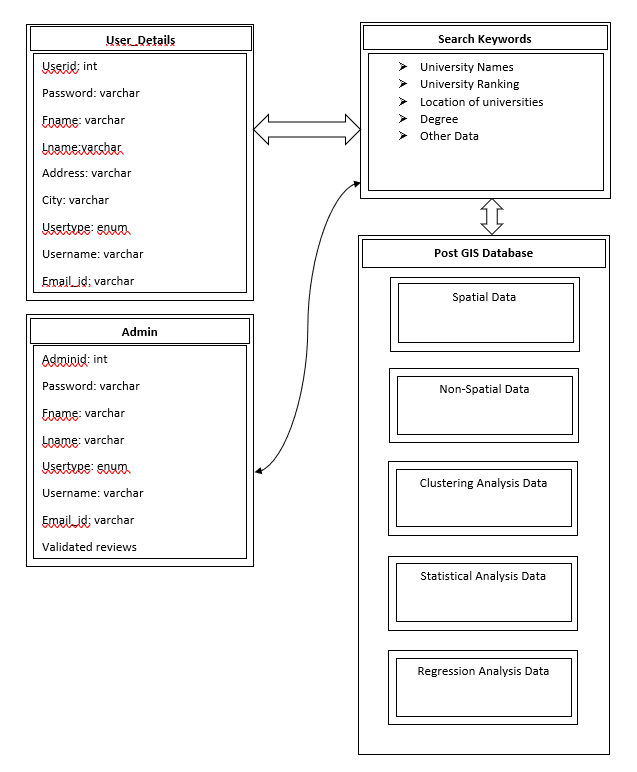 User_Details
Userid: int
Password: varchar
Fname: varchar
Lname:varchar
Address: varchar
City: varchar
Usertype: enum
Username: varchar
Email_id: varchar
Admin
Adminid: int
Password: varchar
Fname: varchar
Lname: varchar
Usertype: enum
Username: varchar
Email_id: varchar
Validated reviews
Search Keywords
➢ University Names
➢ University Ranking
➢ Location of universities
➢ Degree
➢ Other Data
Post GIS Database
Spatial Data
Non-Spatial Data
Clustering Analysis Data
Statistical Analysis Data
Regression Analysis Data